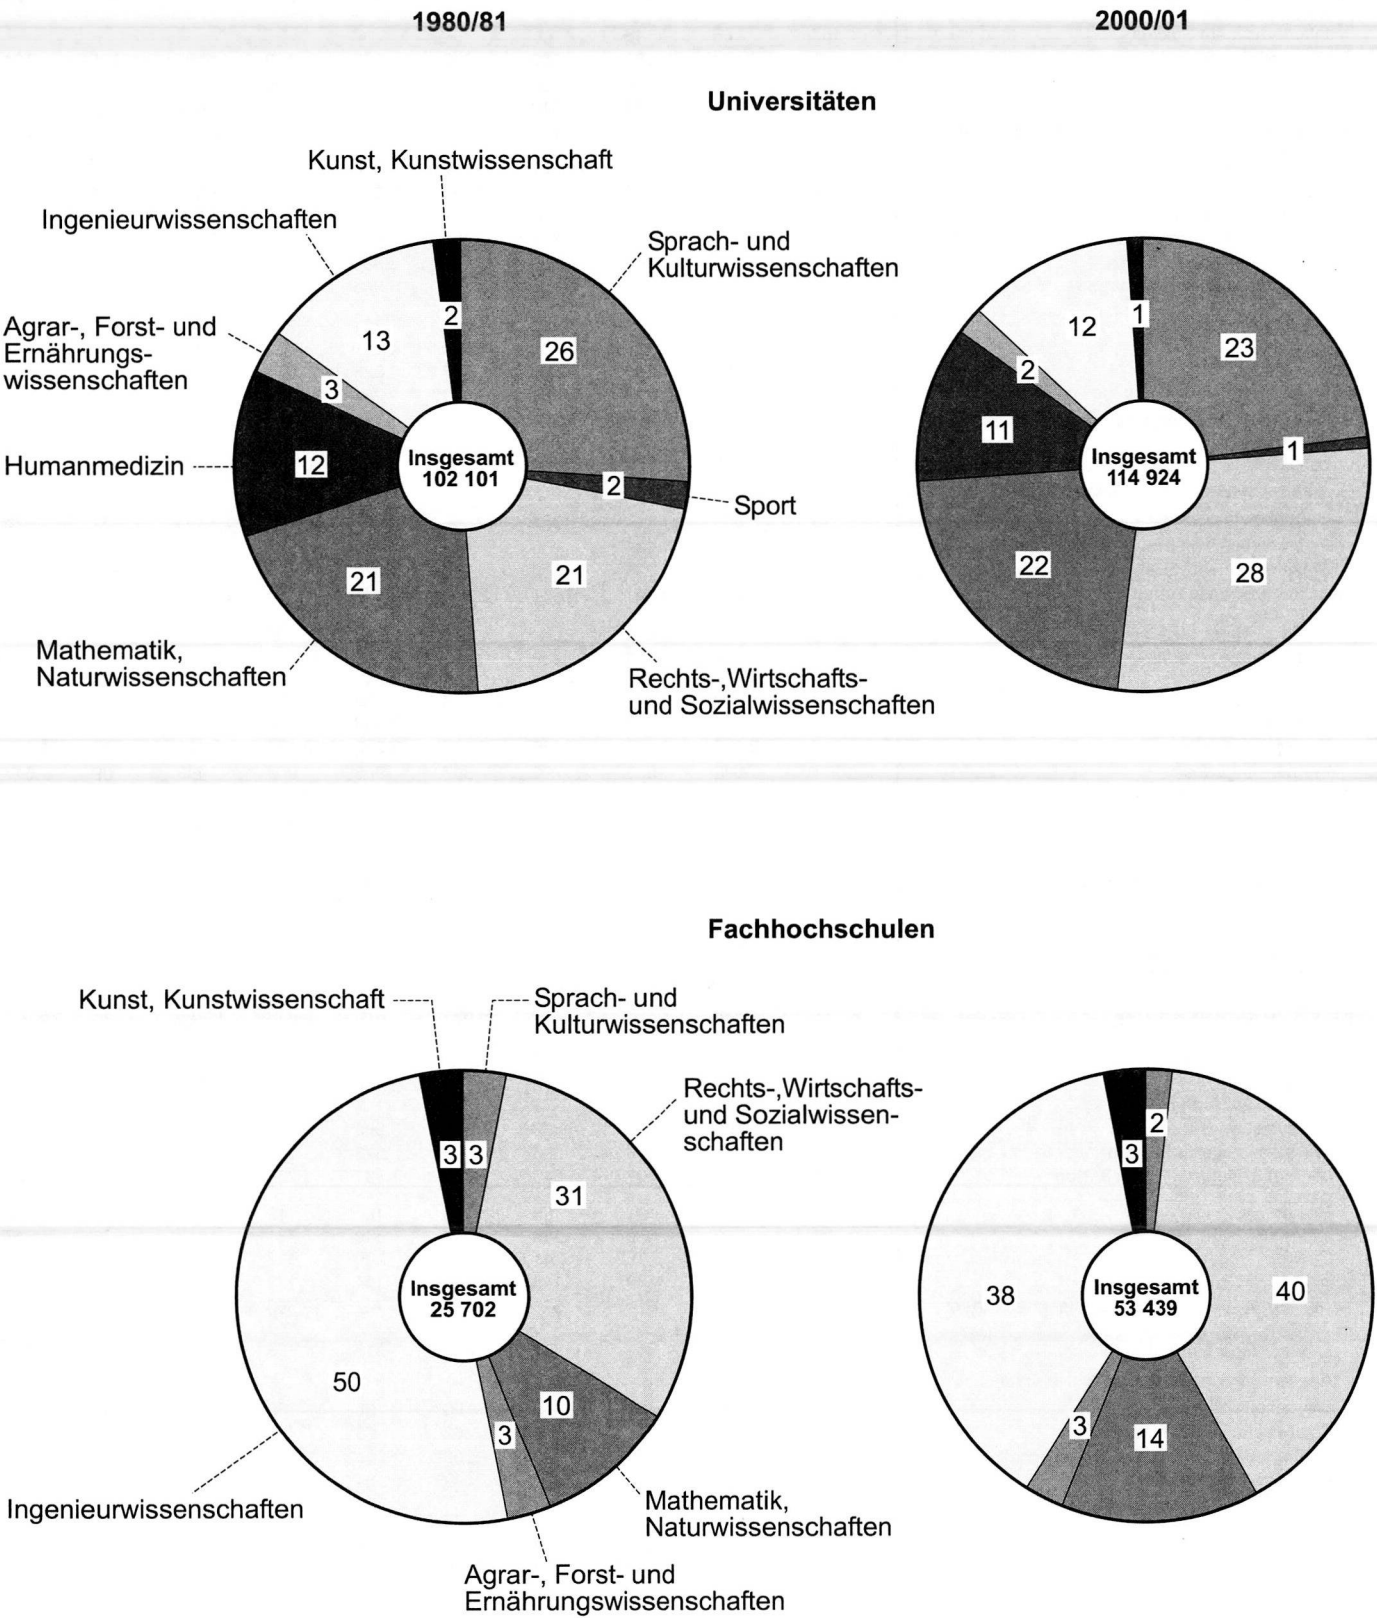 1980/81
2000/01
Universitäten
Kunst, Kunstwissenschaft
Ingenieurwissenschaften
Sprach- und
Kulturwissenschaften
Agrar-, Forst- und
Ernährungs-
wissenschaften
Humanmedizin
Sport
Mathematik,
Naturwissenschaften
Rechts-,Wirtschafts-
und Sozialwissenschaften
2
26
2
21
21
12
3
13
Insgesamt
102 101
1
23
1
28
22
11
2
12
Insgesamt
114 924
Fachhochschulen
Kunst, Kunstwissenschaft
Sprach- und
Kulturwissenschaften
Rechts-,Wirtschafts-
und Sozialwissen-
schaften
3
3
31
10
3
50
Insgesamt
25 702
Ingenieurwissenschaften
Mathematik,
Naturwissenschaften
Agrar-, Forst- und
Ernährungswissenschaften
3
2
40
14
3
38
Insgesamt
53 439